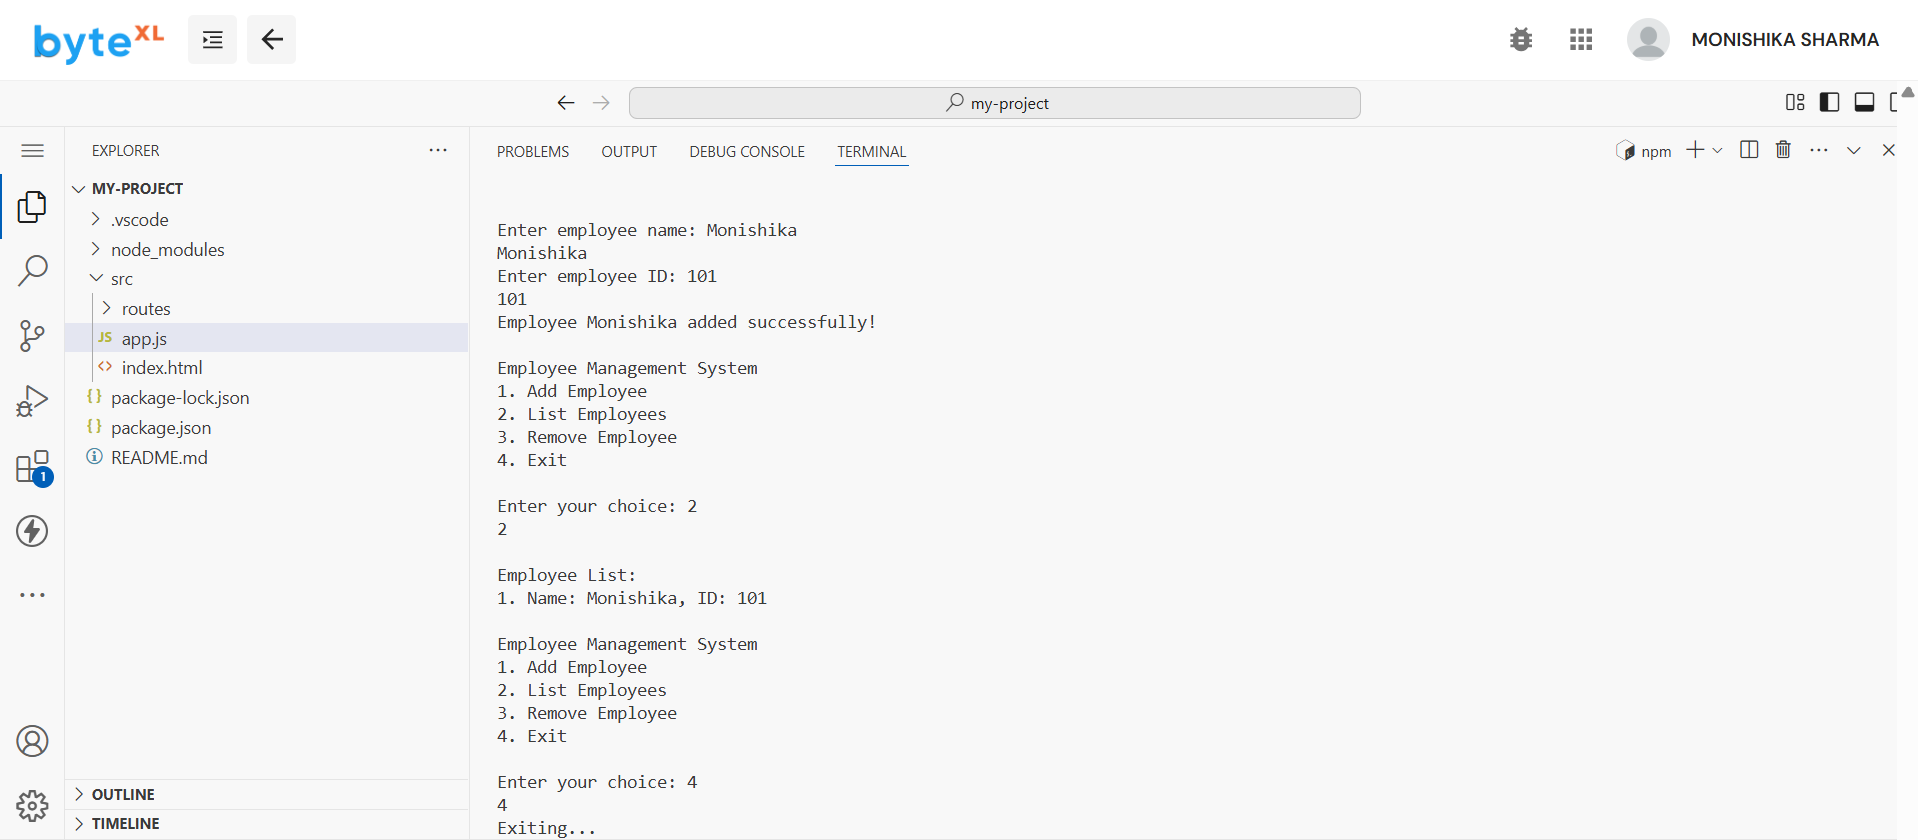 byteXL
MONISHIKA SHARMA
my-project
EXPLORER
MY-PROJECT
.vscode
node_modules
src
routes
JS app.js
<> index.html
{} package-lock.json
{} package.json
README.md
1
OUTLINE
TIMELINE
PROBLEMS OUTPUT DEBUG CONSOLE TERMINAL
npm
Enter employee name: Monishika
Monishika
Enter employee ID: 101
101
Employee Monishika added successfully!
Employee Management System
1. Add Employee
2. List Employees
3. Remove Employee
4. Exit
Enter your choice: 2
2
Employee List:
1. Name: Monishika, ID: 101
Employee Management System
1. Add Employee
2. List Employees
3. Remove Employee
4. Exit
Enter your choice: 4
4
Exiting...